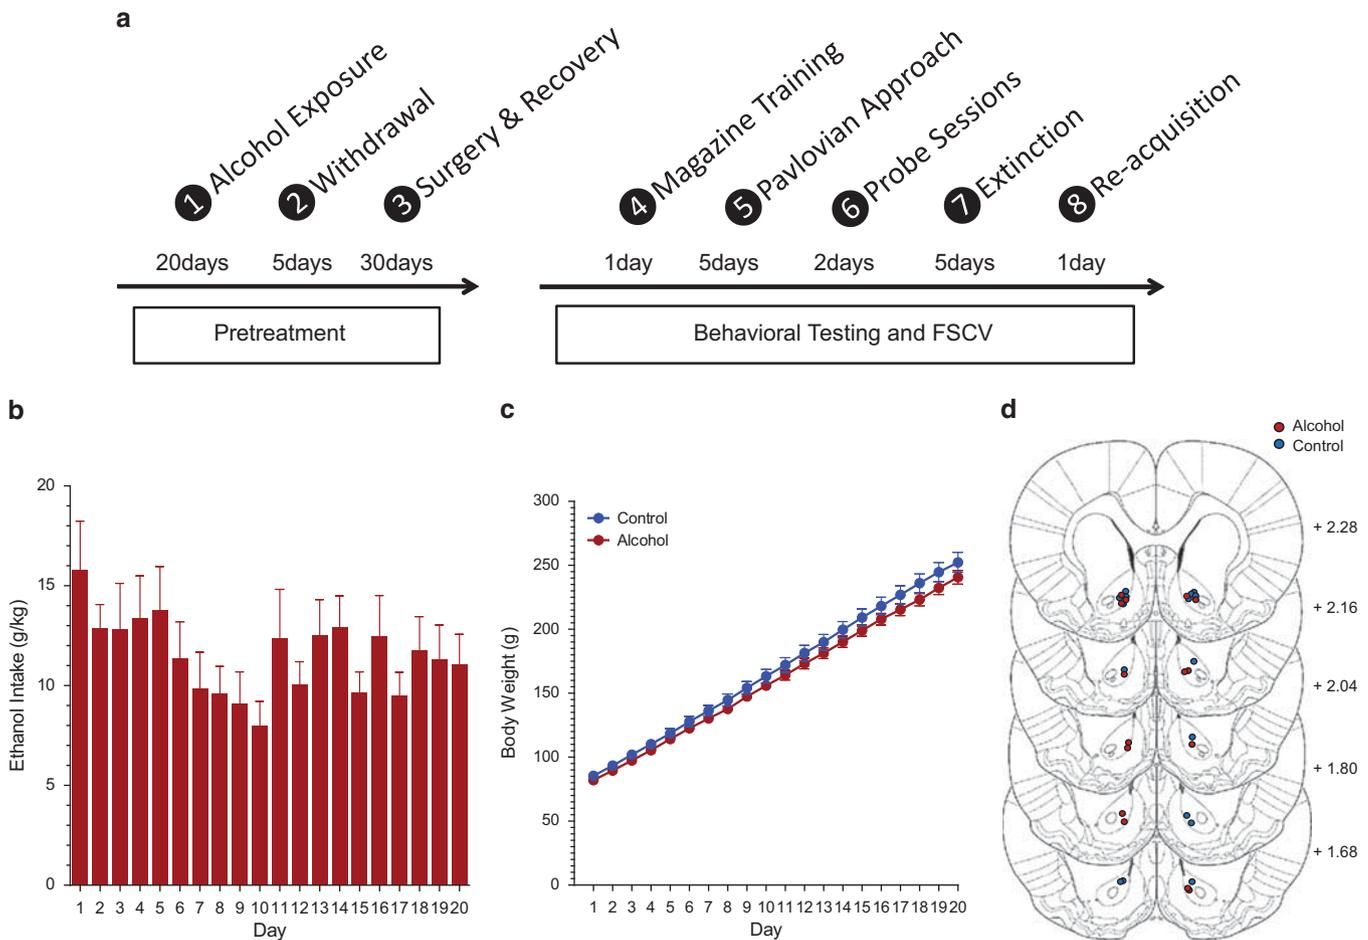 a
1 Alcohol Exposure
2 Withdrawal
3 Surgery & Recovery
4 Magazine Training
5 Pavlovian Approach
6 Probe Sessions
7 Extinction
8 Re-acquisition
20days 5days 30days
1day 5days 2days 5days 1day
Pretreatment
Behavioral Testing and FSCV
b
Ethanol Intake (g/kg)
20
15
10
5
0
1 2 3 4 5 6 7 8 9 10 11 12 13 14 15 16 17 18 19 20
Day
c
Body Weight (g)
300
250
200
150
100
50
0
Control
Alcohol
1 2 3 4 5 6 7 8 9 10 11 12 13 14 15 16 17 18 19 20
Day
d
Alcohol
Control
+ 2.28
+ 2.16
+ 2.04
+ 1.80
+ 1.68